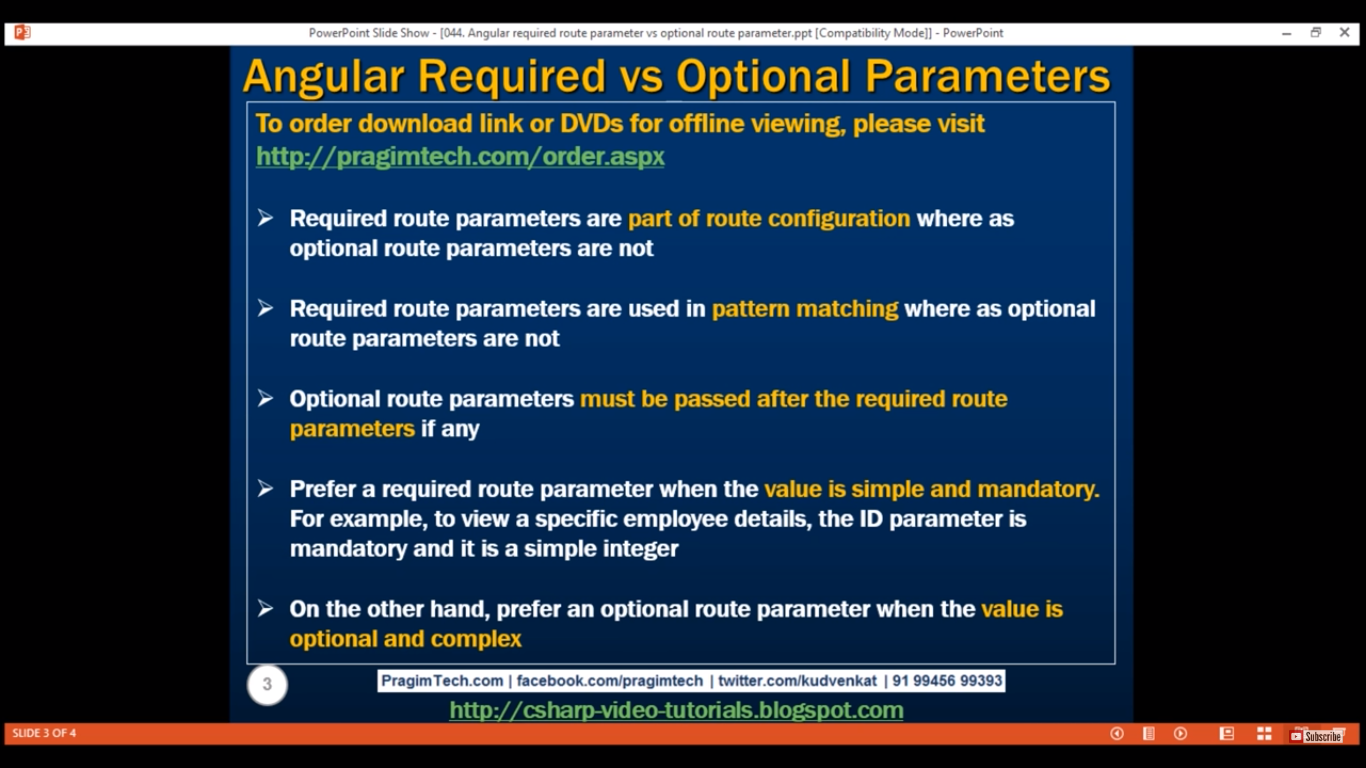 PowerPoint Slide Show - [044. Angular required route parameter vs optional route parameter.ppt [Compatibility Mode]] - PowerPoint
Angular Required vs Optional Parameters
To order download link or DVDs for offline viewing, please visit
http://pragimtech.com/order.aspx
Required route parameters are part of route configuration where as
optional route parameters are not
Required route parameters are used in pattern matching where as optional
route parameters are not
Optional route parameters must be passed after the required route
parameters if any
Prefer a required route parameter when the value is simple and mandatory.
For example, to view a specific employee details, the ID parameter is
mandatory and it is a simple integer
On the other hand, prefer an optional route parameter when the value is
optional and complex
3
PragimTech.com | facebook.com/pragimtech | twitter.com/kudvenkat | 91 99456 99393
http://csharp-video-tutorials.blogspot.com
SLIDE 3 OF 4
Subscribe